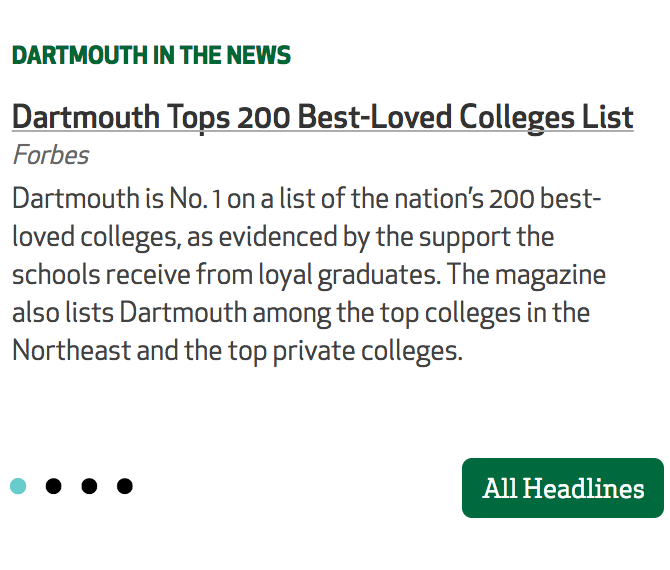 DARTMOUTH IN THE NEWS
Dartmouth Tops 200 Best-Loved Colleges List
Forbes
Dartmouth is No. 1 on a list of the nation’s 200 best-
loved colleges, as evidenced by the support the
schools receive from loyal graduates. The magazine
also lists Dartmouth among the top colleges in the
Northeast and the top private colleges.
All Headlines